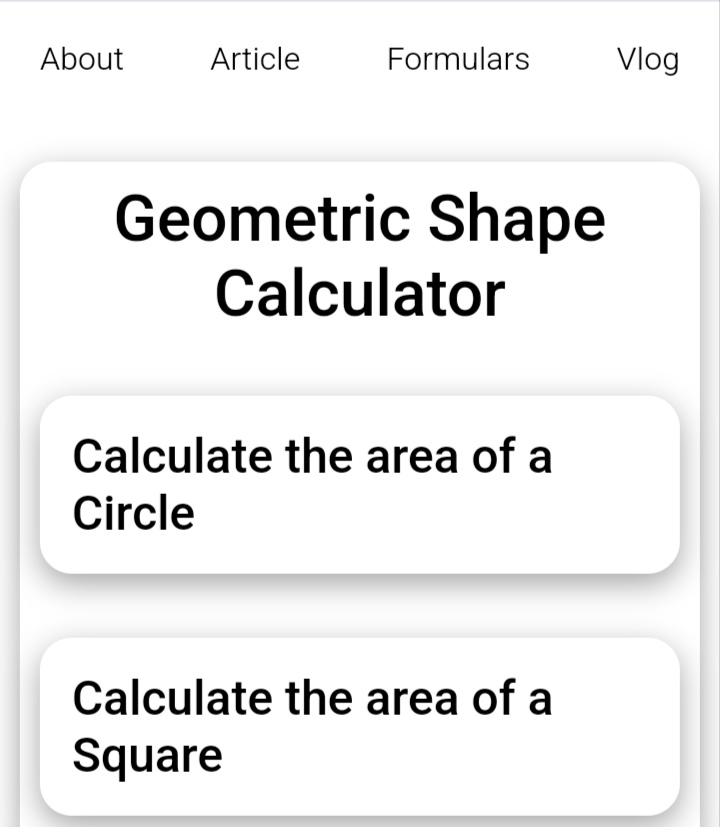 About Article Formulars Vlog
Geometric Shape
Calculator
Calculate the area of a
Circle
Calculate the area of a
Square